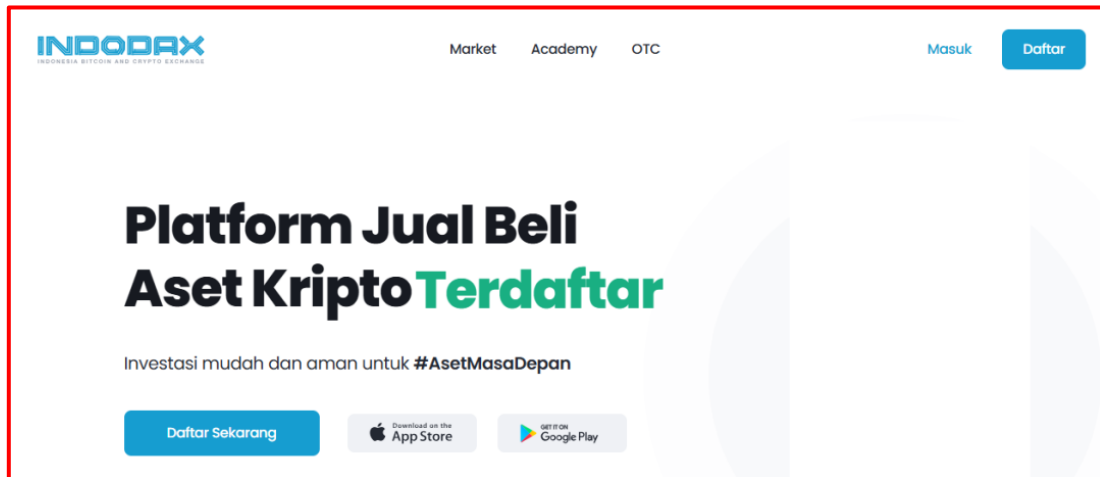 INDODAX
INDONESIA BITCOIN AND CRYPTO EXCHANGE
Market Academy OTC
Masuk Daftar
Platform Jual Beli
Aset Kripto Terdaftar
Investasi mudah dan aman untuk #AsetMasaDepan
Daftar Sekarang
Download on the
App Store
GET IT ON
Google Play